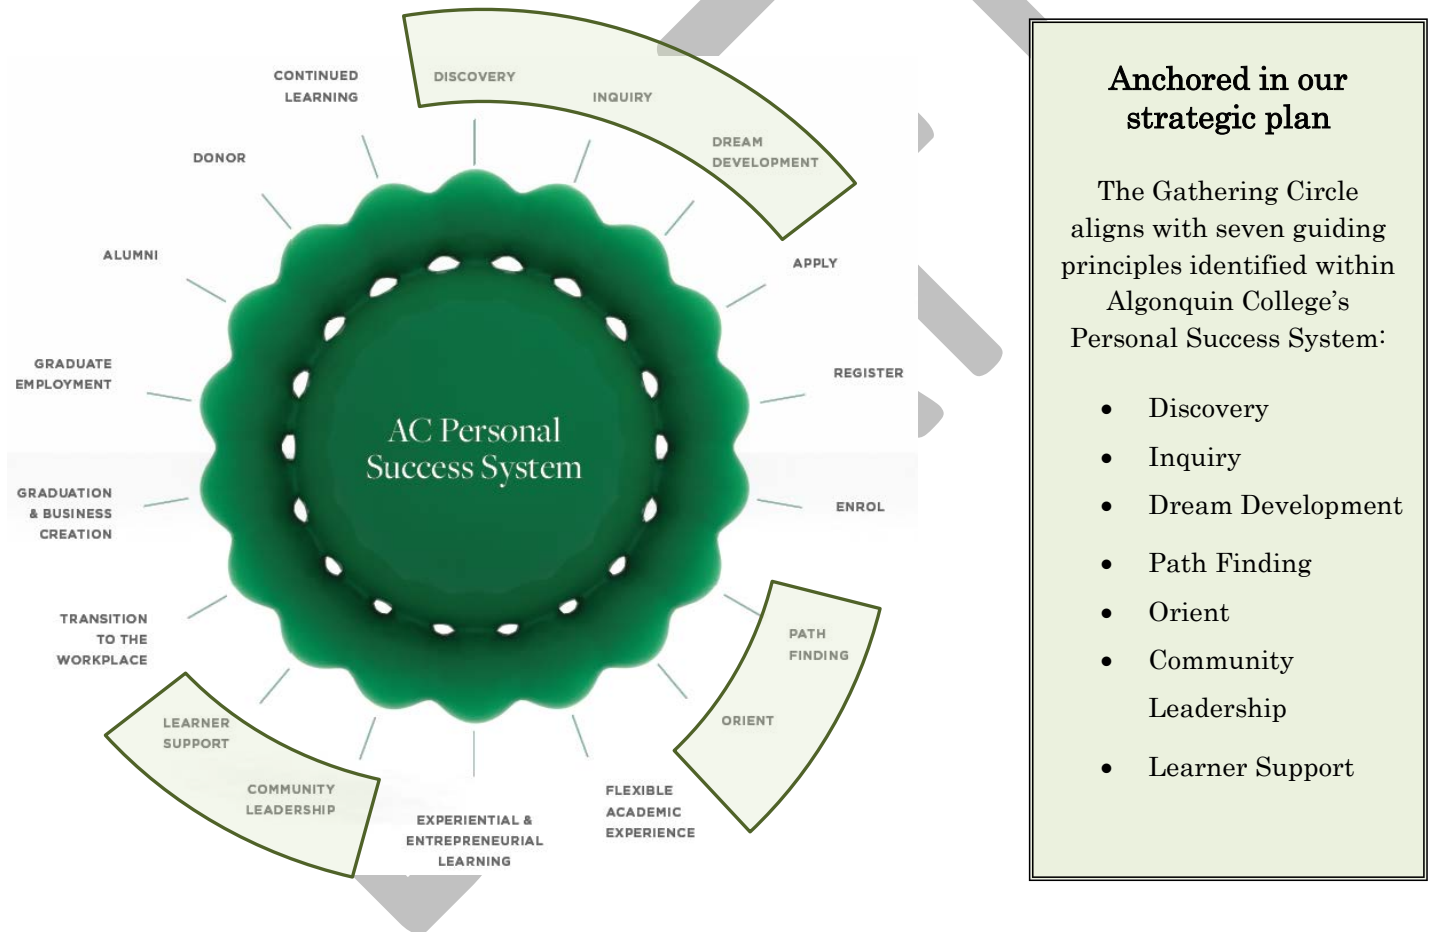 CONTINUED
LEARNING
DISCOVERY
INQUIRY
DREAM
DEVELOPMENT
APPLY
REGISTER
ENROL
PATH
FINDING
ORIENT
FLEXIBLE
ACADEMIC
EXPERIENCE
EXPERIENTIAL &
ENTREPRENEURIAL
LEARNING
COMMUNITY
LEADERSHIP
LEARNER
SUPPORT
TRANSITION
TO THE
WORKPLACE
GRADUATION
& BUSINESS
CREATION
GRADUATE
EMPLOYMENT
ALUMNI
DONOR
AC Personal
Success System
Anchored in our
strategic plan
The Gathering Circle
aligns with seven guiding
principles identified within
Algonquin College’s
Personal Success System:
• Discovery
• Inquiry
• Dream Development
• Path Finding
• Orient
• Community
Leadership
• Learner Support